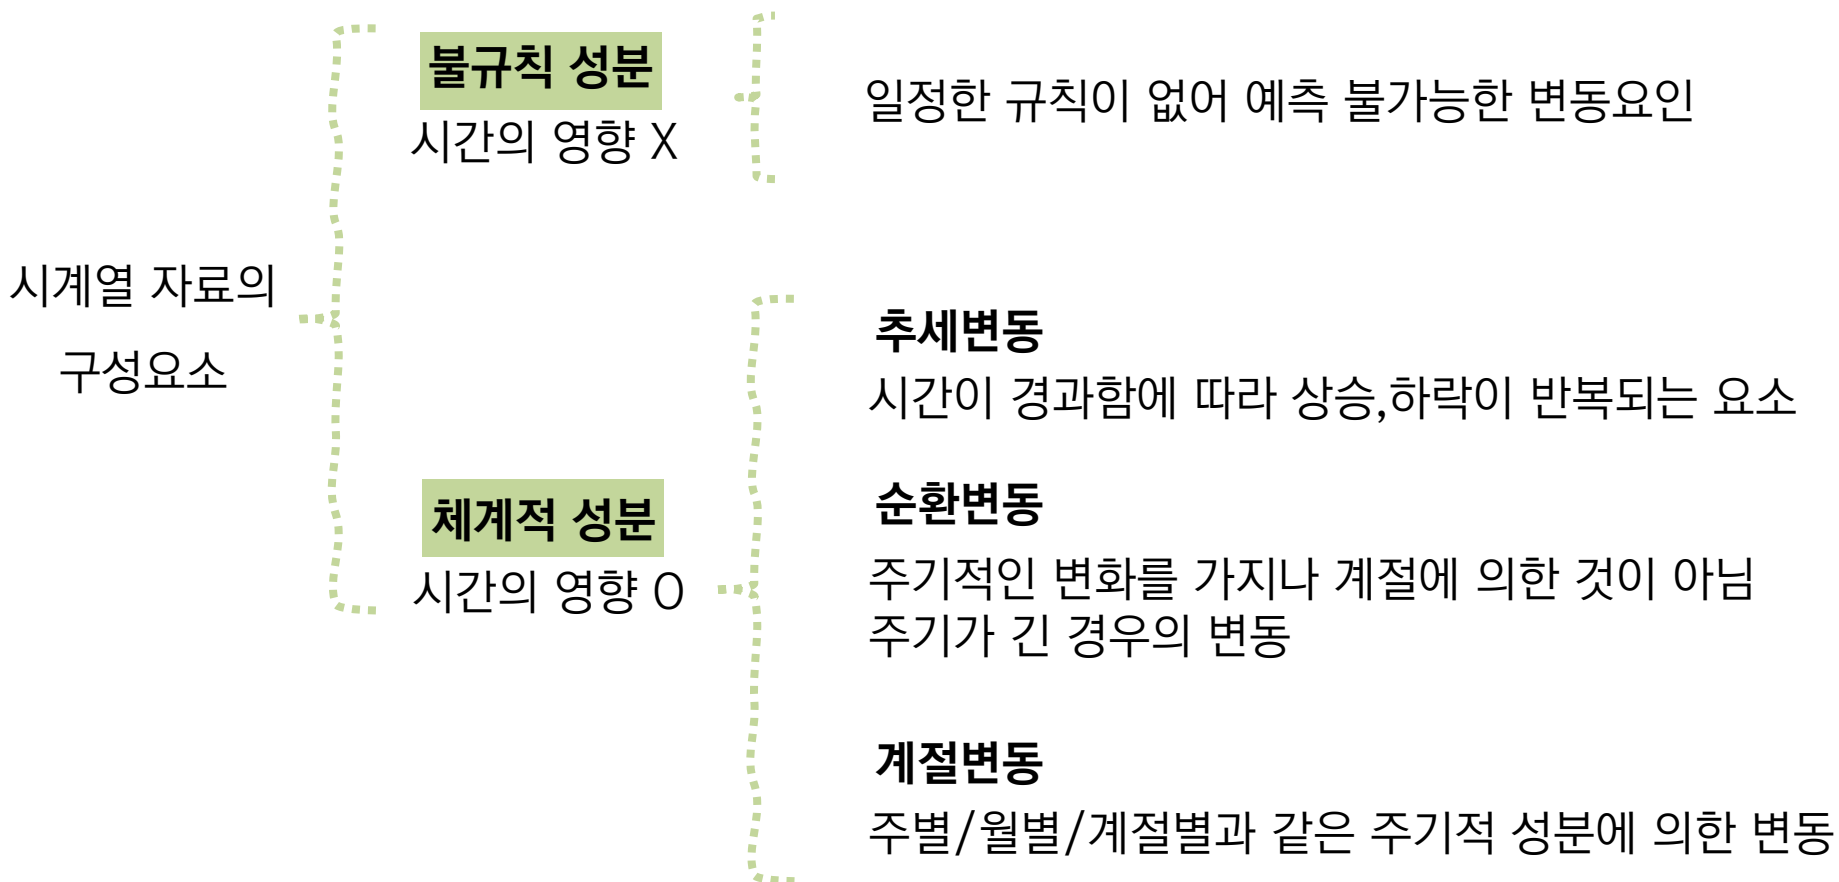 시계열 자료의
구성요소
불규칙 성분
시간의 영향 X
일정한 규칙이 없어 예측 불가능한 변동요인
체계적 성분
시간의 영향 O
추세변동
시간이 경과함에 따라 상승,하락이 반복되는 요소
순환변동
주기적인 변화를 가지나 계절에 의한 것이 아님
주기가 긴 경우의 변동
계절변동
주별/월별/계절별과 같은 주기적 성분에 의한 변동